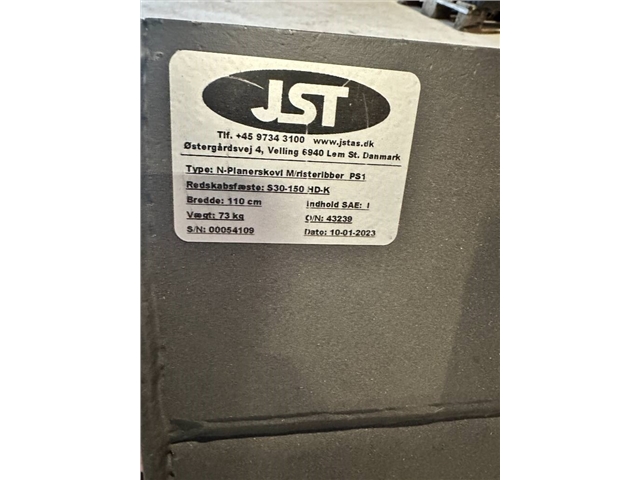 JST
Tlf. +45 9734 3100 www.jstas.dk
Østergårdsvej 4, Velling 6940 Lem St. Danmark
Type: N-Planerskovl M/risteribber PS1
Redskabsfæste: S30-150 HD-K
Bredde: 110 cm Indhold SAE: l
Vægt: 73 kg O/N: 43239
S/N: 00054109 Dato: 10-01-2023